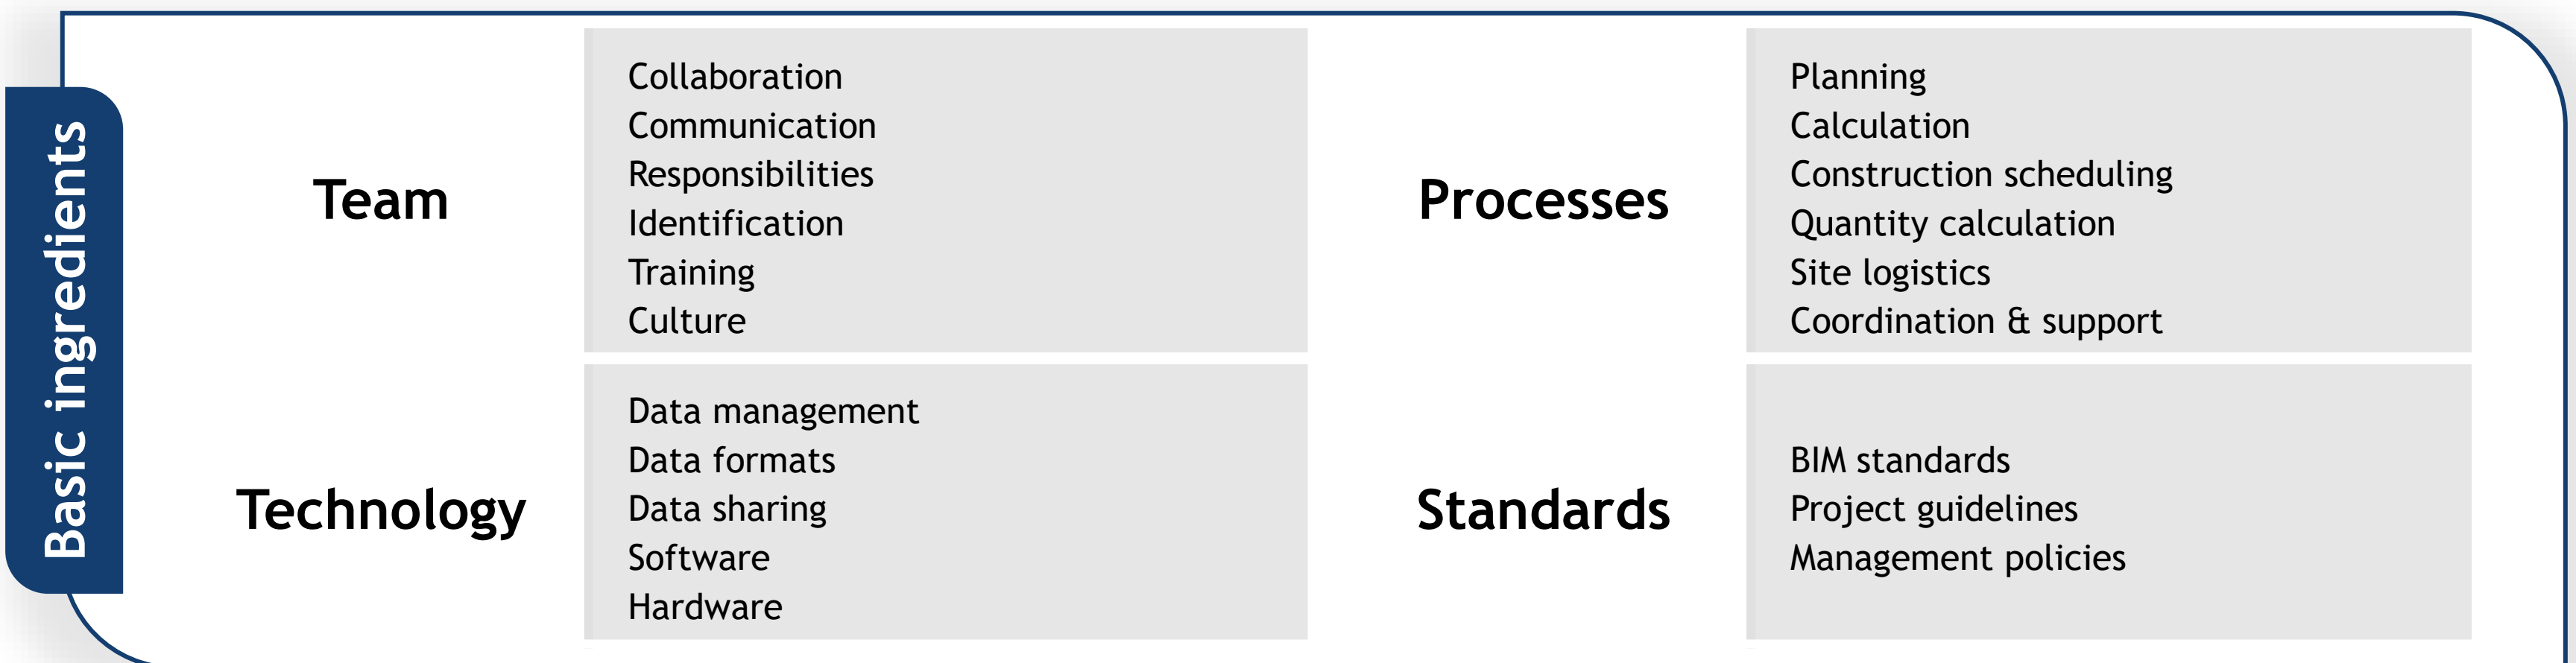 Basic ingredients
Team
Collaboration
Communication
Responsibilities
Identification
Training
Culture
Processes
Planning
Calculation
Construction scheduling
Quantity calculation
Site logistics
Coordination & support
Technology
Data management
Data formats
Data sharing
Software
Hardware
Standards
BIM standards
Project guidelines
Management policies